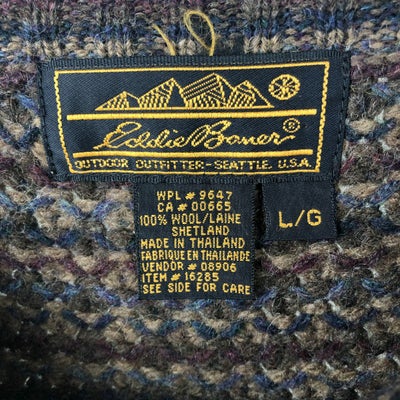 Eddie Bauer®
OUTDOOR OUTFITTER-SEATTLE, U.S.A.
WPL # 9647
CA # 00665
100% WOOL/LAINE
SHETLAND
MADE IN THAILAND
FABRIQUE EN THAILANDE
VENDOR # 08906
ITEM # 16285
SEE SIDE FOR CARE
L/G